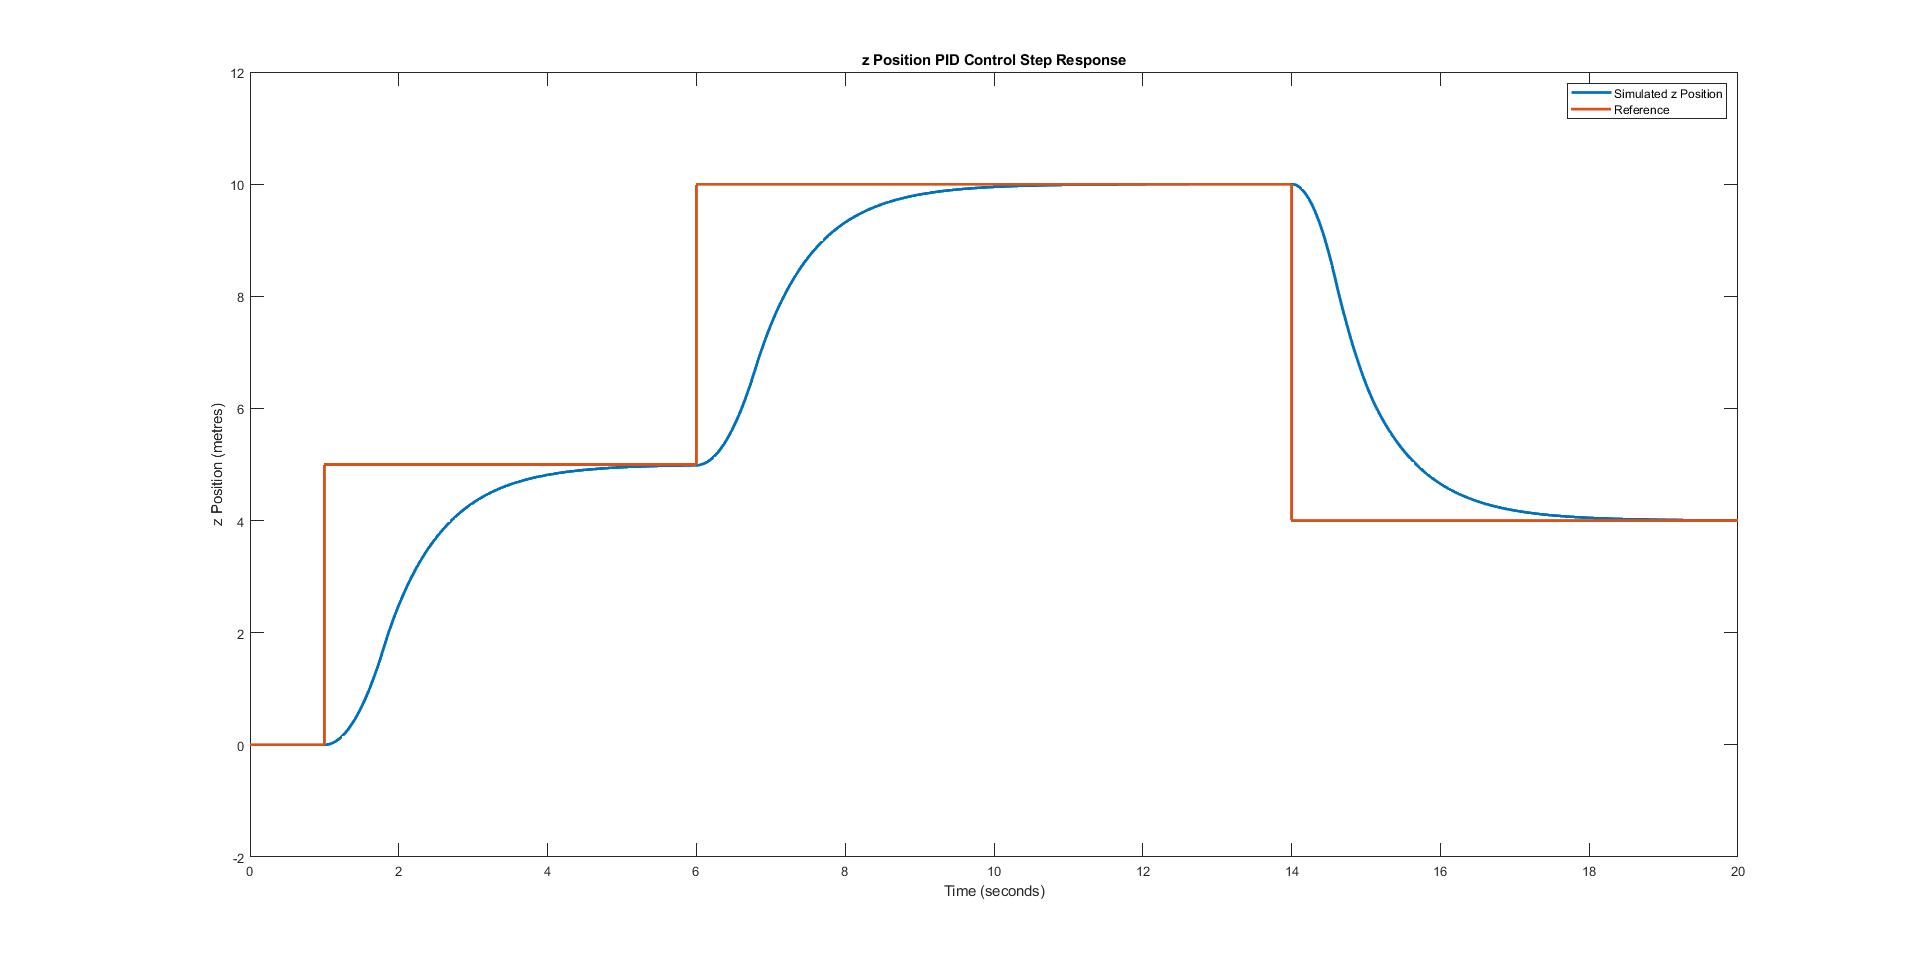 z Position PID Control Step Response
Simulated z Position
Reference
12
10
8
6
4
2
0
-2
z Position (metres)
0 2 4 6 8 10 12 14 16 18 20
Time (seconds)